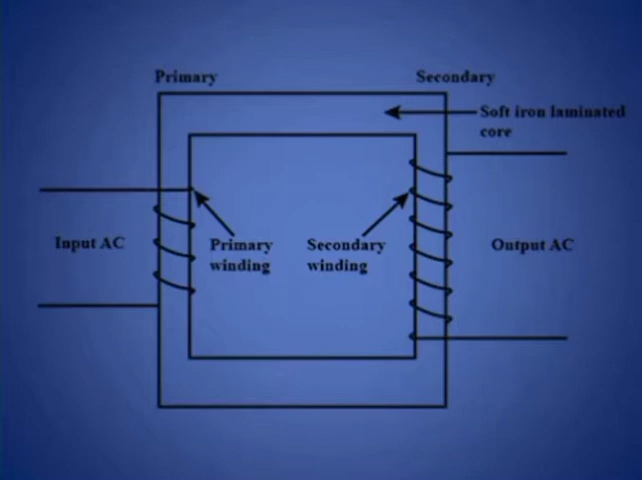 Primary
Secondary
Soft iron laminated
core
Input AC
Primary
winding
Secondary
winding
Output AC